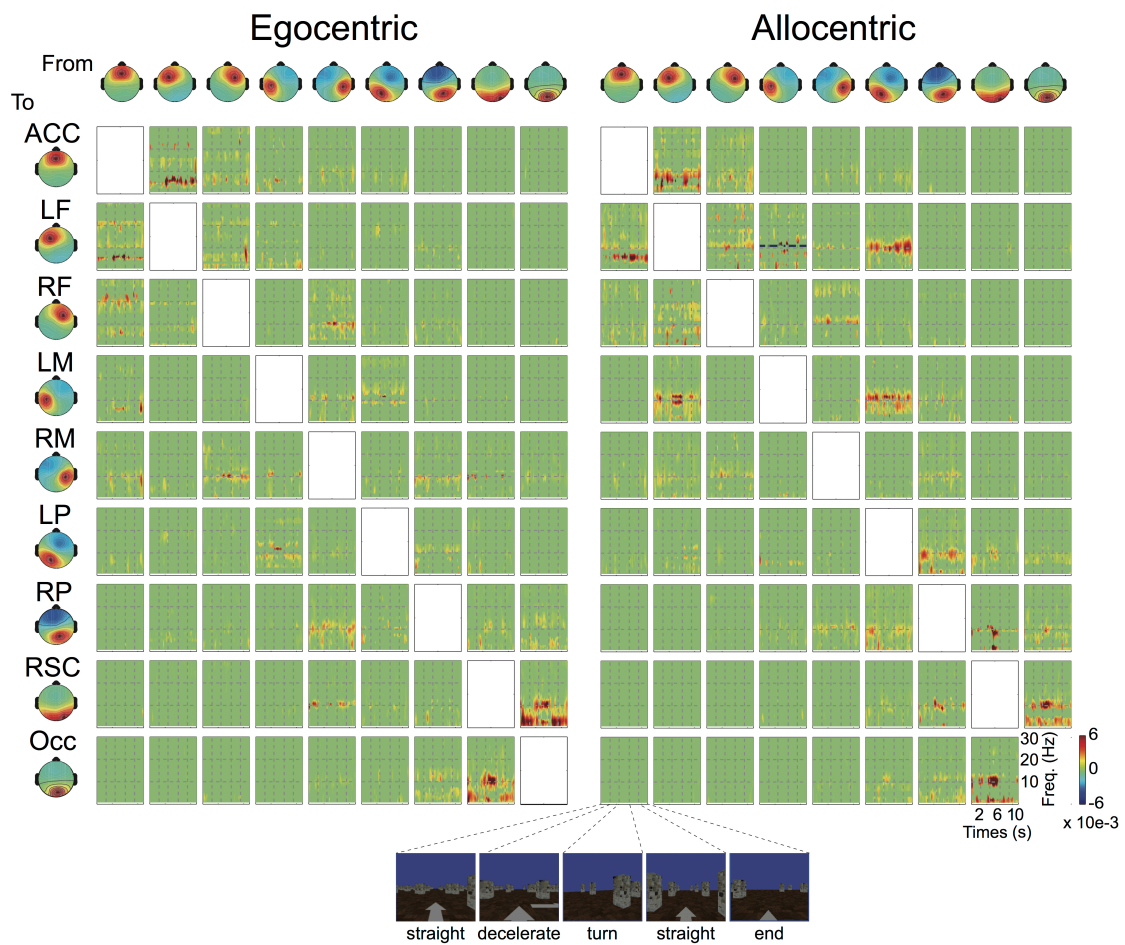 Egocentric Allocentric
From
To
ACC
LF
RF
LM
RM
LP
RP
RSC
Occ
30
20
10
Freq. (Hz)
6
0
-6
x 10e-3
2 6 10
Times (s)
straight decelerate turn straight end